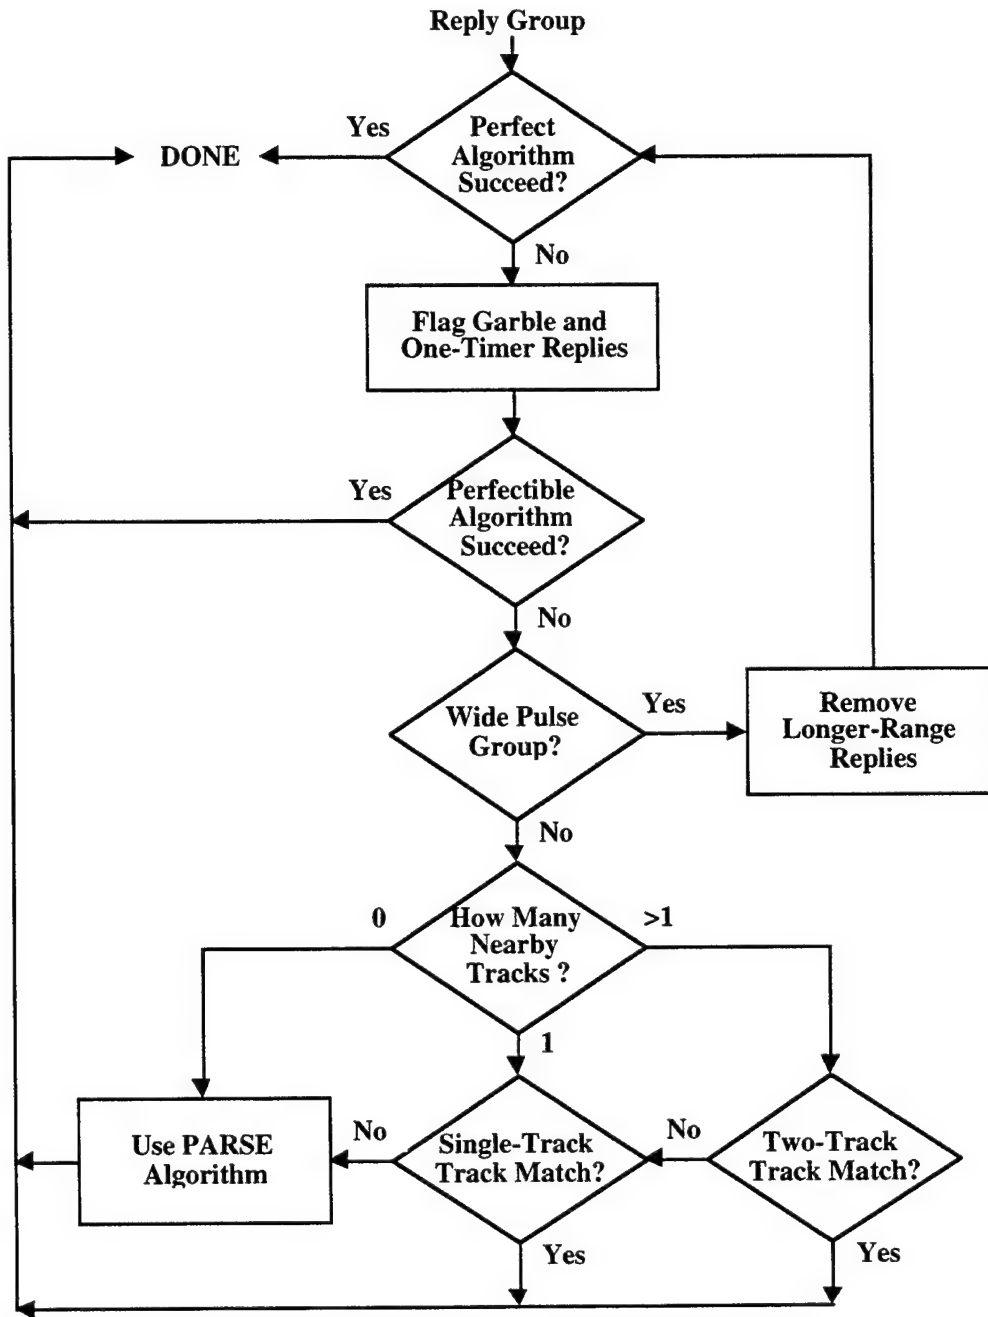 Reply Group
Yes
Perfect
Algorithm
Succeed?
DONE
No
Flag Garble and
One-Timer Replies
Yes
Perfectible
Algorithm
Succeed?
No
Wide Pulse
Group?
Yes
Remove
Longer-Range
Replies
No
0
How Many
Nearby
Tracks ?
>1
1
Use PARSE
Algorithm
No
Single-Track
Track Match?
No
Two-Track
Track Match?
Yes
Yes